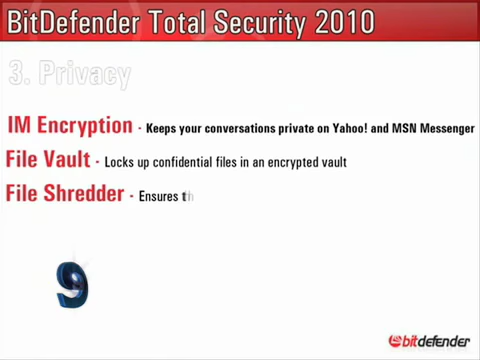 BitDefender Total Security 2010
3. Privacy
IM Encryption - Keeps your conversations private on Yahoo! and MSN Messenger
File Vault - Locks up confidential files in an encrypted vault
File Shredder - Ensures th
9
bitdefender